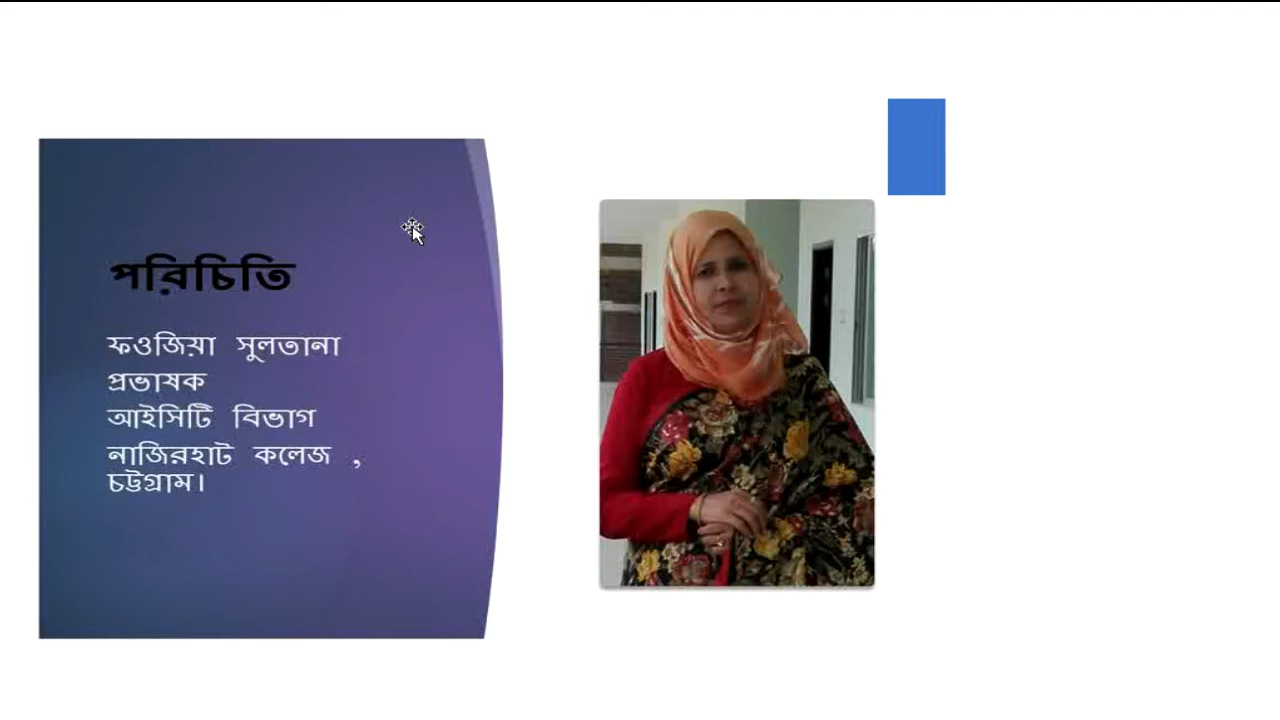 পরিচিতি
ফওজিয়া সুলতানা
প্রভাষক
আইসিটি বিভাগ
নাজিরহাট কলেজ ,
চট্টগ্রাম।